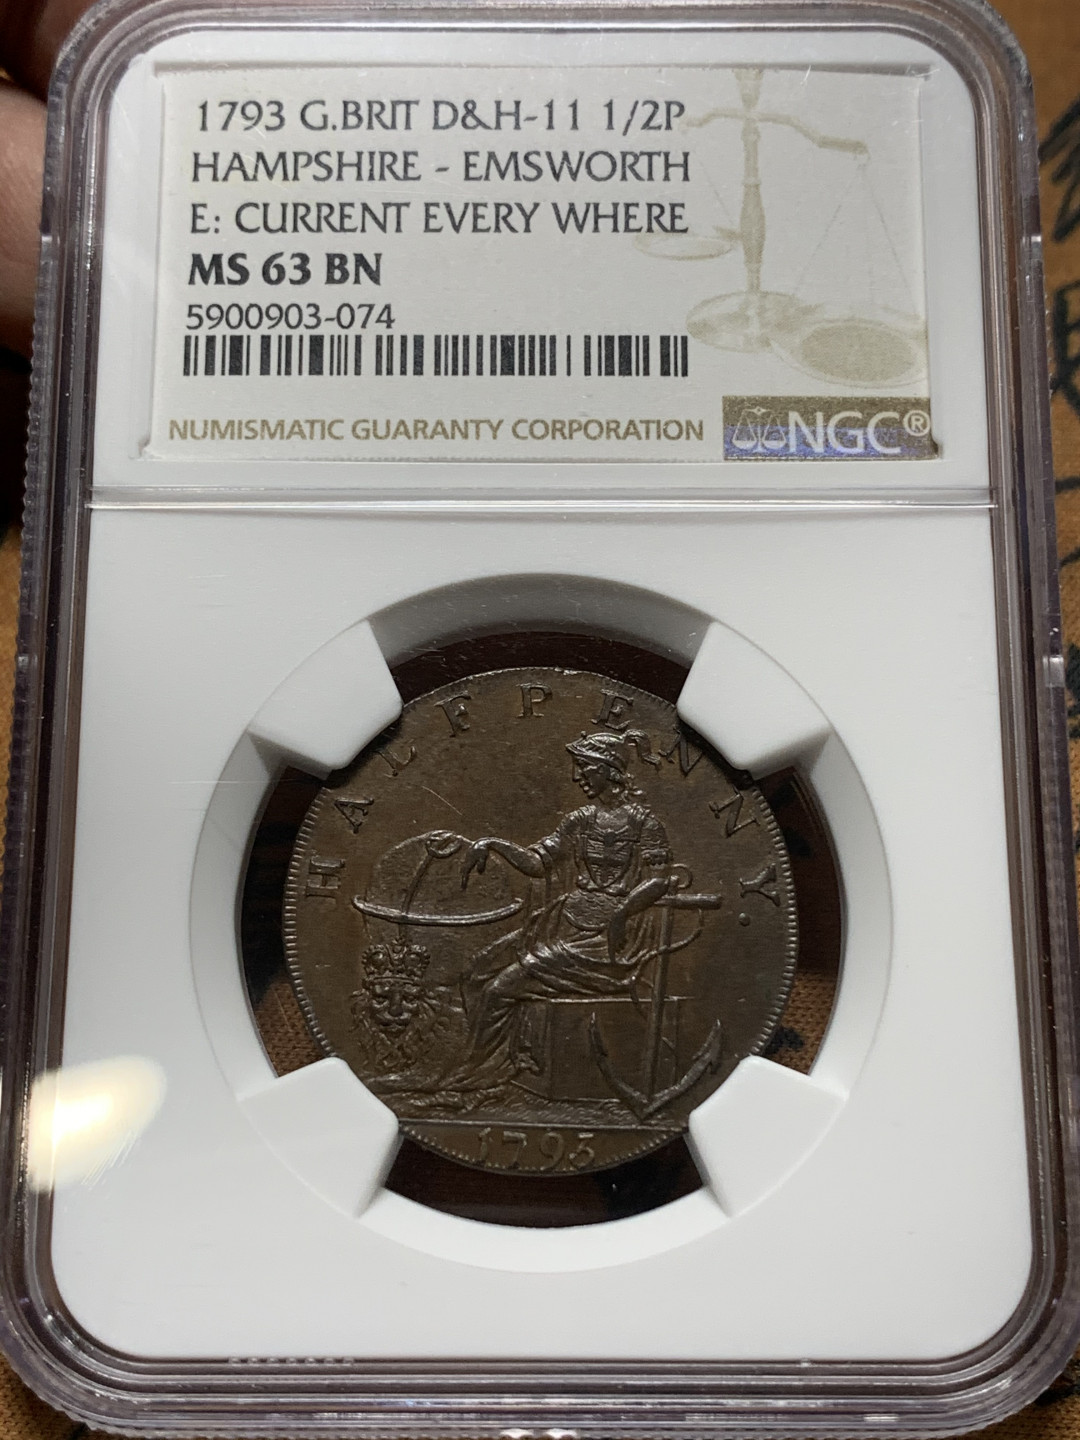 1793 G.BRIT D&H-11 1/2P
HAMPSHIRE - EMSWORTH
E: CURRENT EVERY WHERE
MS 63 BN
5900903-074
NUMISMATIC GUARANTY CORPORATION
NGC®
HALFPENNY.
1793